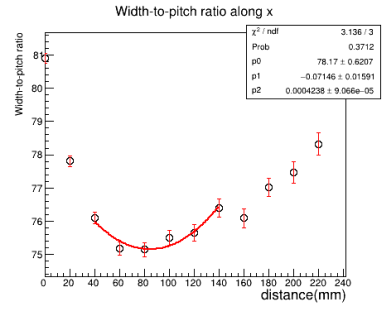 Width-to-pitch ratio along x
χ² / ndf 3.136 / 3
Prob 0.3712
p0 78.17 ± 0.6207
p1 −0.07146 ± 0.01591
p2 0.0004238 ± 9.066e−05
Width-to-pitch ratio
81
80
79
78
77
76
75
0 20 40 60 80 100 120 140 160 180 200 220 240
distance(mm)